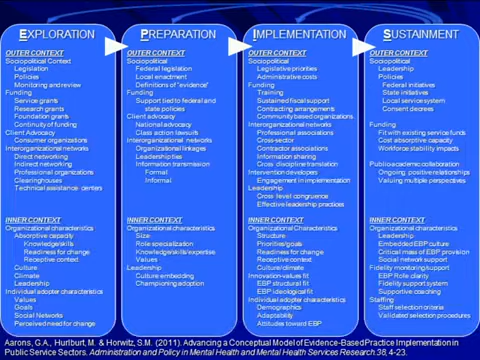 EXPLORATION
OUTER CONTEXT
Sociopolitical Context
Legislation
Policies
Monitoring and review
Funding
Service grants
Research grants
Foundation grants
Continuity of funding
Client Advocacy
Consumer organizations
Interorganizational networks
Direct networking
Indirect networking
Professional organizations
Clearinghouses
Technical assistance centers
INNER CONTEXT
Organizational characteristics
Absorptive capacity
Knowledge/skills
Readiness for change
Receptive context
Culture
Climate
Leadership
Individual adopter characteristics
Values
Goals
Social Networks
Perceived need for change
PREPARATION
OUTER CONTEXT
Sociopolitical
Federal legislation
Local enactment
Definitions of "evidence"
Funding
Support tied to federal and
state policies
Client advocacy
National advocacy
Class action lawsuits
Interorganizational networks
Organizational linkages
Leadership ties
Information transmission
Formal
Informal
INNER CONTEXT
Organizational characteristics
Size
Role specialization
Knowledge/skills/expertise
Values
Leadership
Culture embedding
Championing adoption
IMPLEMENTATION
OUTER CONTEXT
Sociopolitical
Legislative priorities
Administrative costs
Funding
Training
Sustained fiscal support
Contracting arrangements
Community based organizations
Interorganizational networks
Professional associations
Cross-sector
Contractor associations
Information sharing
Cross discipline translation
Intervention developers
Engagement in implementation
Leadership
Cross level congruence
Effective leadership practices
INNER CONTEXT
Organizational Characteristics
Structure
Priorities/goals
Readiness for change
Receptive context
Culture/climate
Innovation-values fit
EBP structural fit
EBP ideological fit
Individual adopter characteristics
Demographics
Adaptability
Attitudes toward EBP
SUSTAINMENT
OUTER CONTEXT
Sociopolitical
Leadership
Policies
Federal initiatives
State initiatives
Local service system
Consent decrees
Funding
Fit with existing service funds
Cost absorptive capacity
Workforce stability impacts
Public-academic collaboration
Ongoing positive relationships
Valuing multiple perspectives
INNER CONTEXT
Organizational characteristics
Leadership
Embedded EBP culture
Critical mass of EBP provision
Social network support
Fidelity monitoring/support
EBP Role clarity
Fidelity support system
Supportive coaching
Staffing
Staff selection criteria
Validated selection procedures
Aarons, G.A., Hurlburt, M. & Horwitz, S.M. (2011). Advancing a Conceptual Model of Evidence-Based Practice Implementation in
Public Service Sectors. Administration and Policy in Mental Health and Mental Health Services Research.38, 4-23.